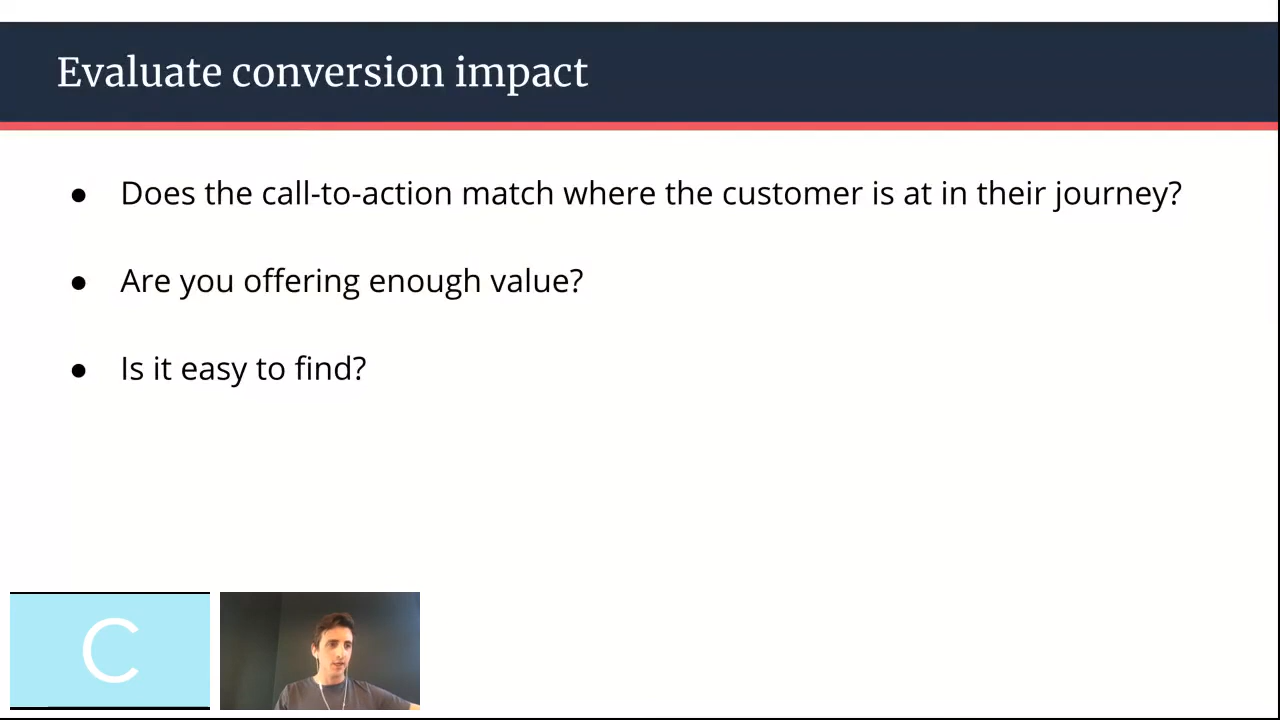 Evaluate conversion impact
● Does the call-to-action match where the customer is at in their journey?
● Are you offering enough value?
● Is it easy to find?
C